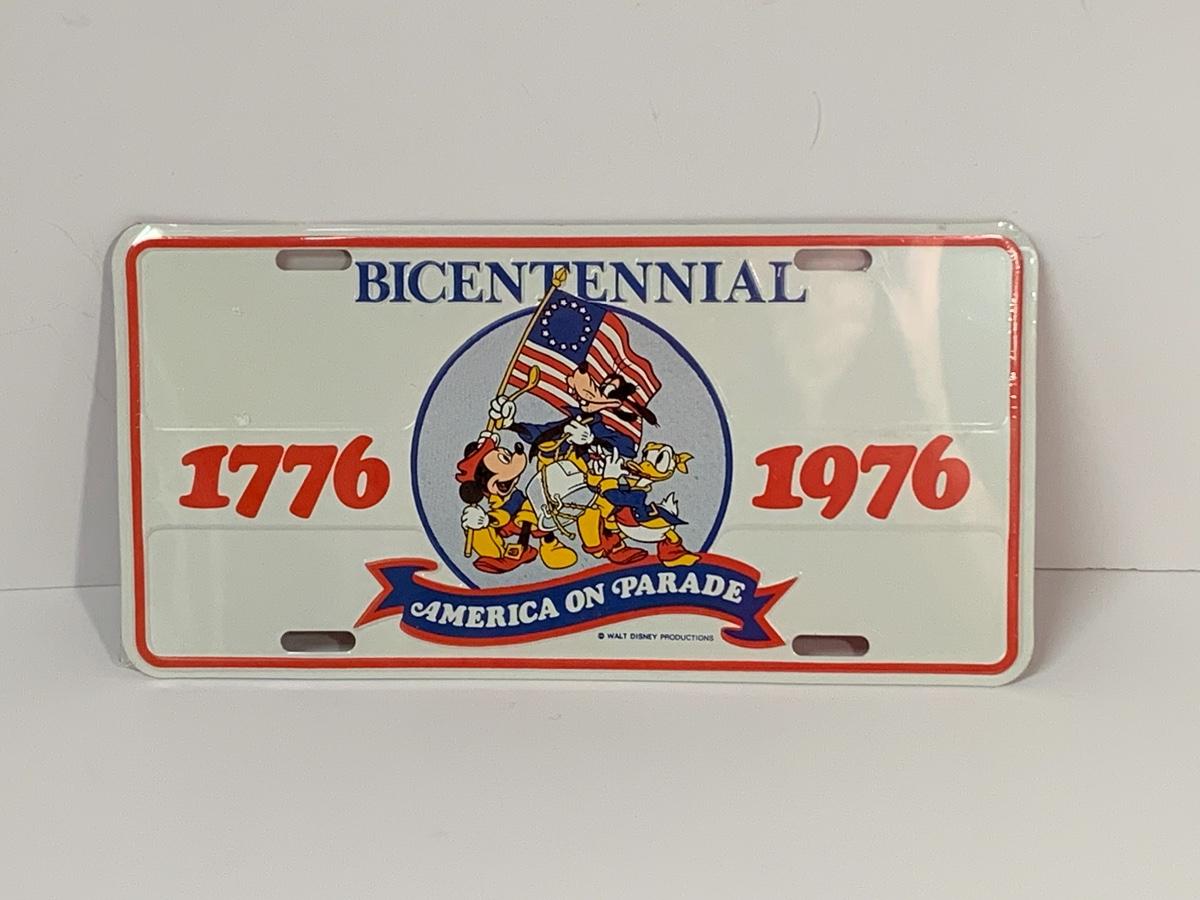 BICENTENNIAL
1776
1976
AMERICA ON PARADE
© WALT DISNEY PRODUCTIONS